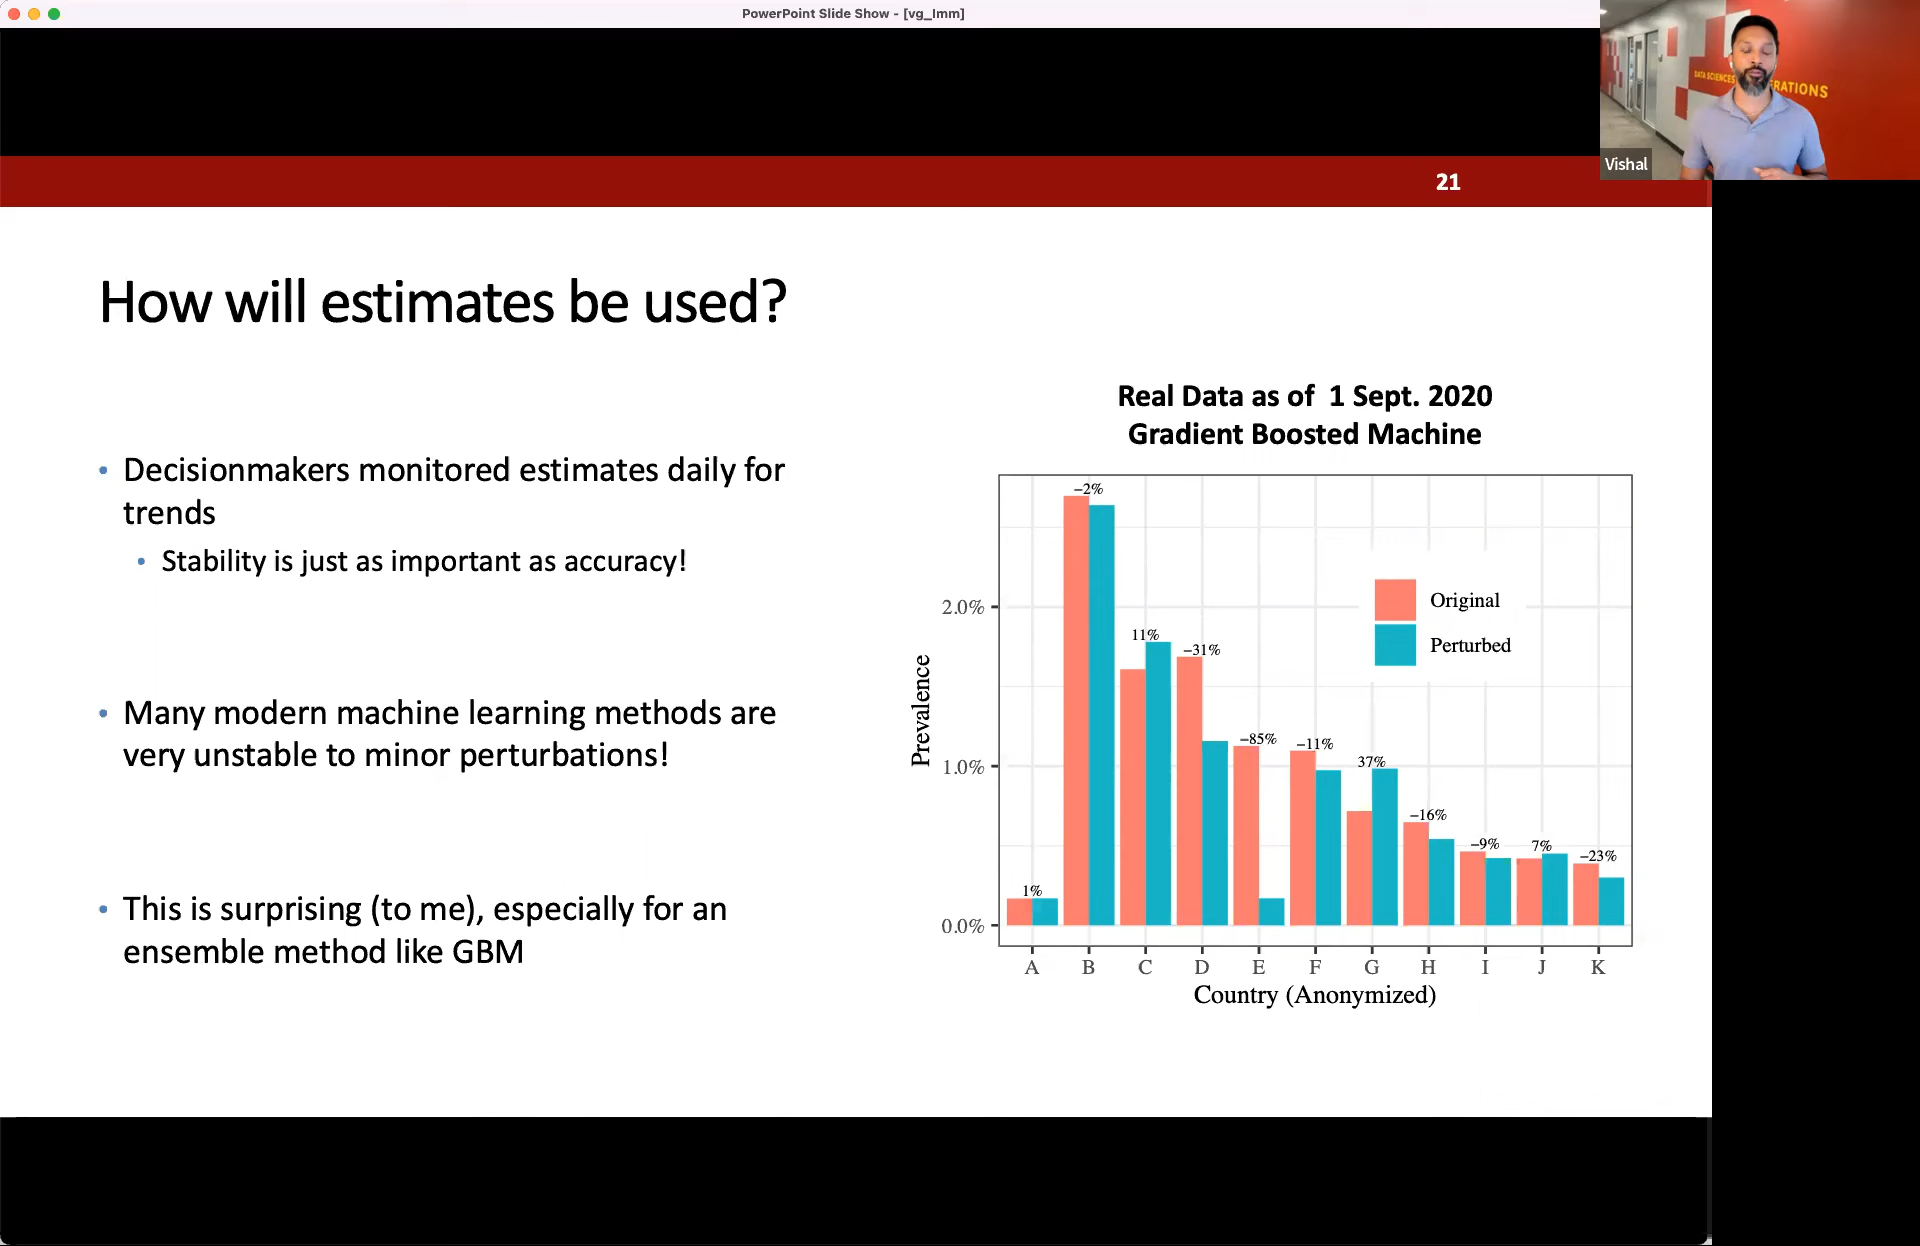 PowerPoint Slide Show - [vg_lmm]
DATA SCIENCES
ERATIONS
Vishal
21
How will estimates be used?
• Decisionmakers monitored estimates daily for
trends
• Stability is just as important as accuracy!
• Many modern machine learning methods are
very unstable to minor perturbations!
• This is surprising (to me), especially for an
ensemble method like GBM
Real Data as of 1 Sept. 2020
Gradient Boosted Machine
Prevalence
2.0%
1.0%
0.0%
1%
−2%
11%
−31%
−85%
−11%
37%
−16%
−9%
7%
−23%
Original
Perturbed
A B C D E F G H I J K
Country (Anonymized)